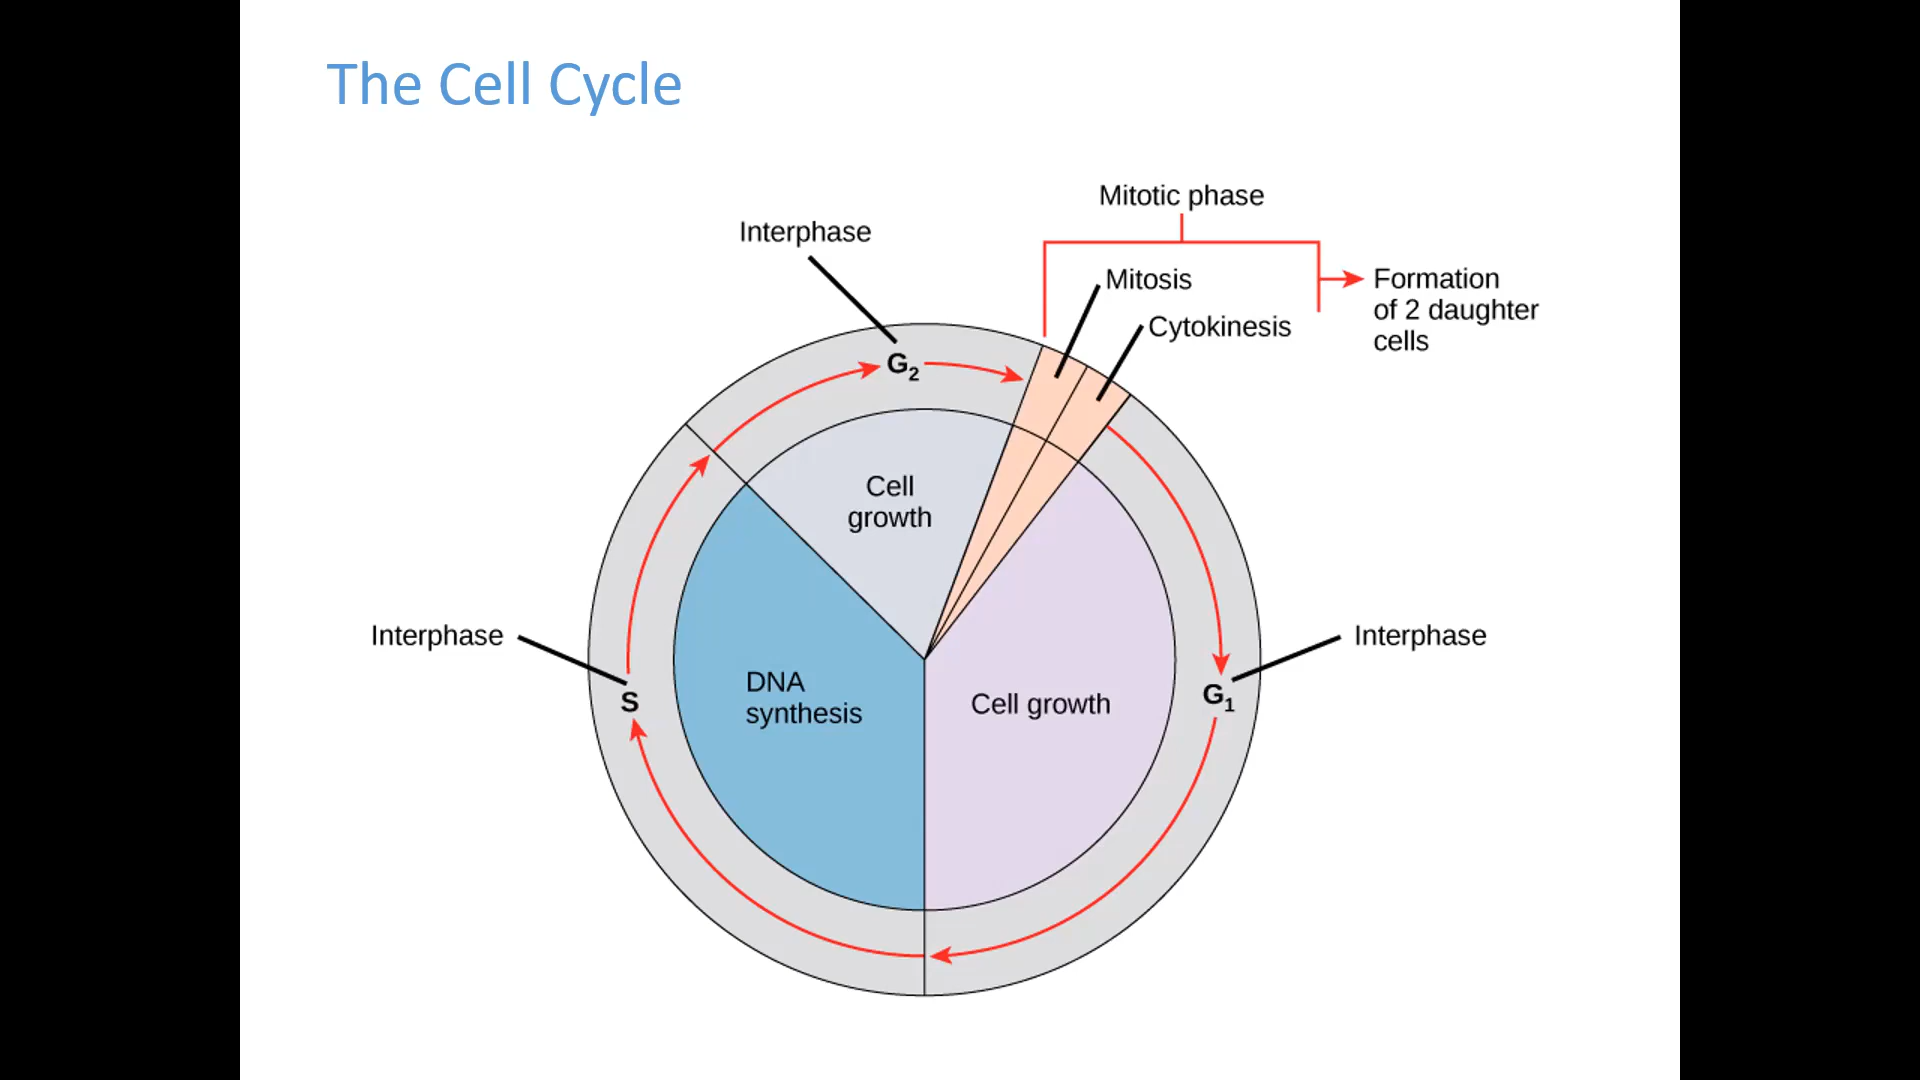 The Cell Cycle
Mitotic phase
Interphase
Mitosis
Formation
of 2 daughter
cells
Cytokinesis
G₂
Cell
growth
Interphase
Interphase
S
DNA
synthesis
Cell growth
G₁